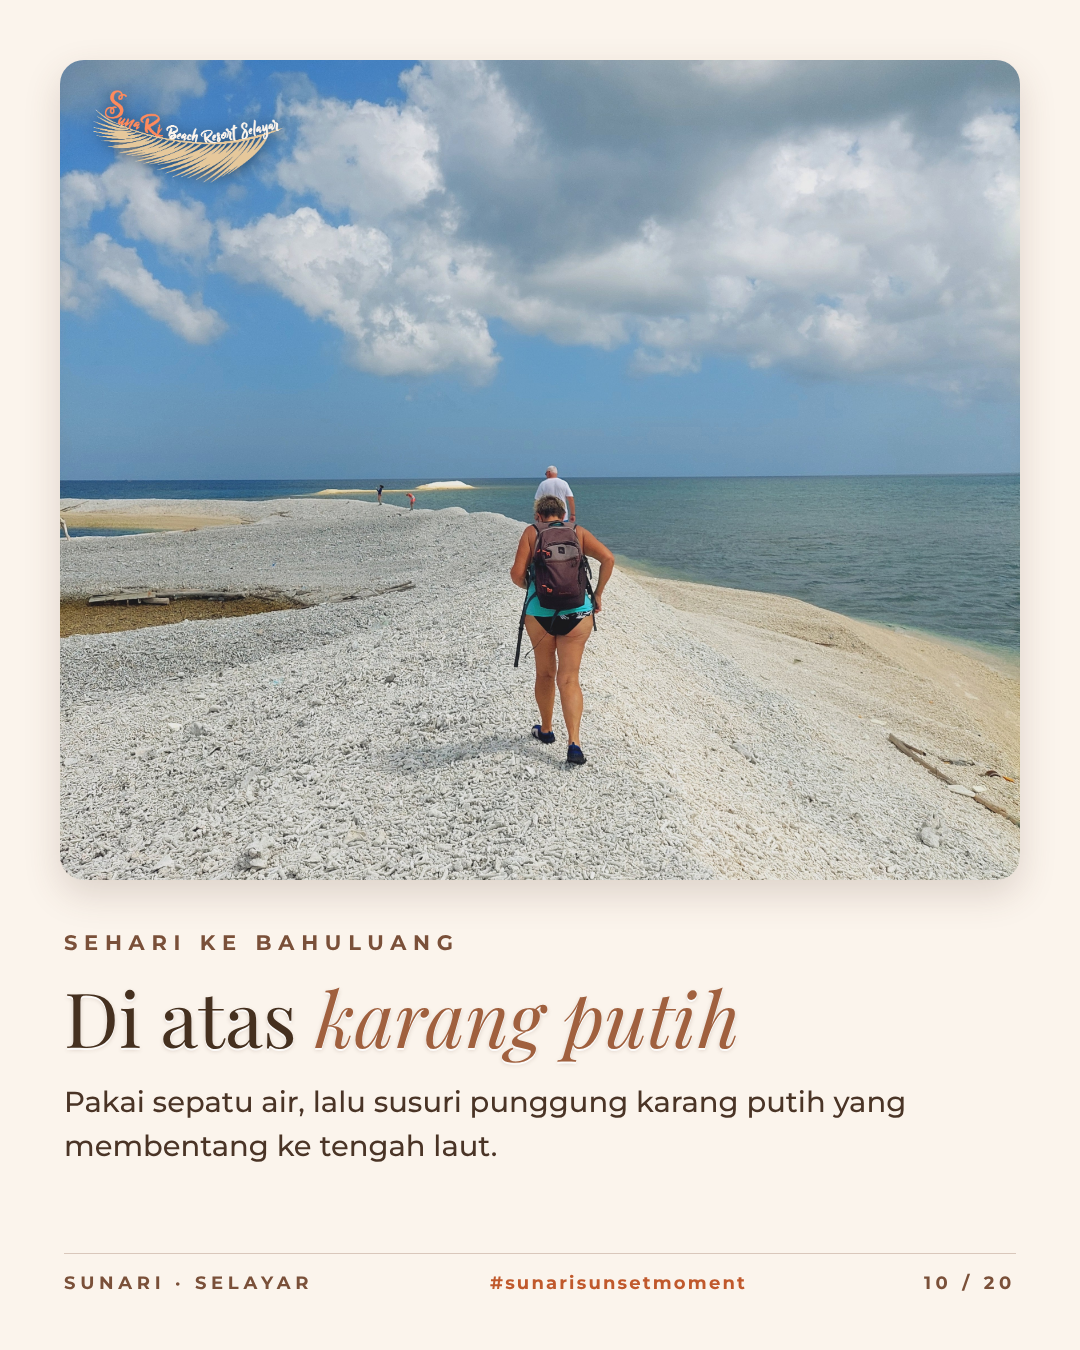 SunaRi Beach Resort Selayar
SEHARI KE BAHULUANG
Di atas karang putih
Pakai sepatu air, lalu susuri punggung karang putih yang
membentang ke tengah laut.
SUNARI · SELAYAR
#sunarisunsetmoment
10 / 20